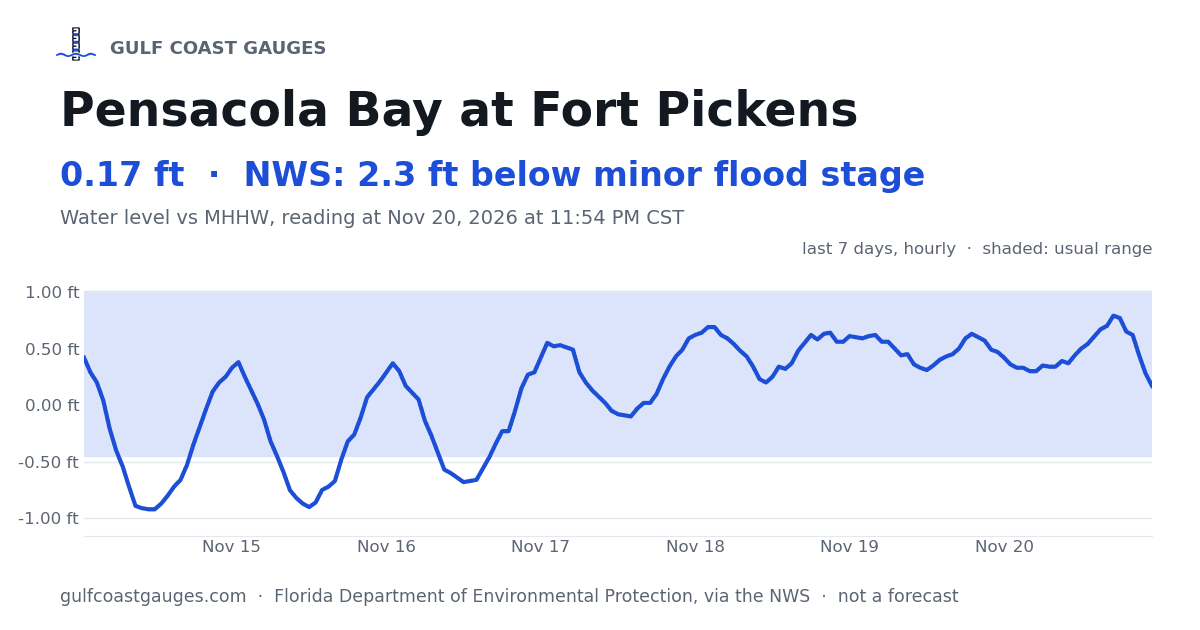 GULF COAST GAUGES
Pensacola Bay at Fort Pickens
0.17 ft · NWS: 2.3 ft below minor flood stage
Water level vs MHHW, reading at Nov 20, 2026 at 11:54 PM CST
last 7 days, hourly · shaded: usual range
1.00 ft
0.50 ft
0.00 ft
-0.50 ft
-1.00 ft
Nov 15 Nov 16 Nov 17 Nov 18 Nov 19 Nov 20
gulfcoastgauges.com · Florida Department of Environmental Protection, via the NWS · not a forecast